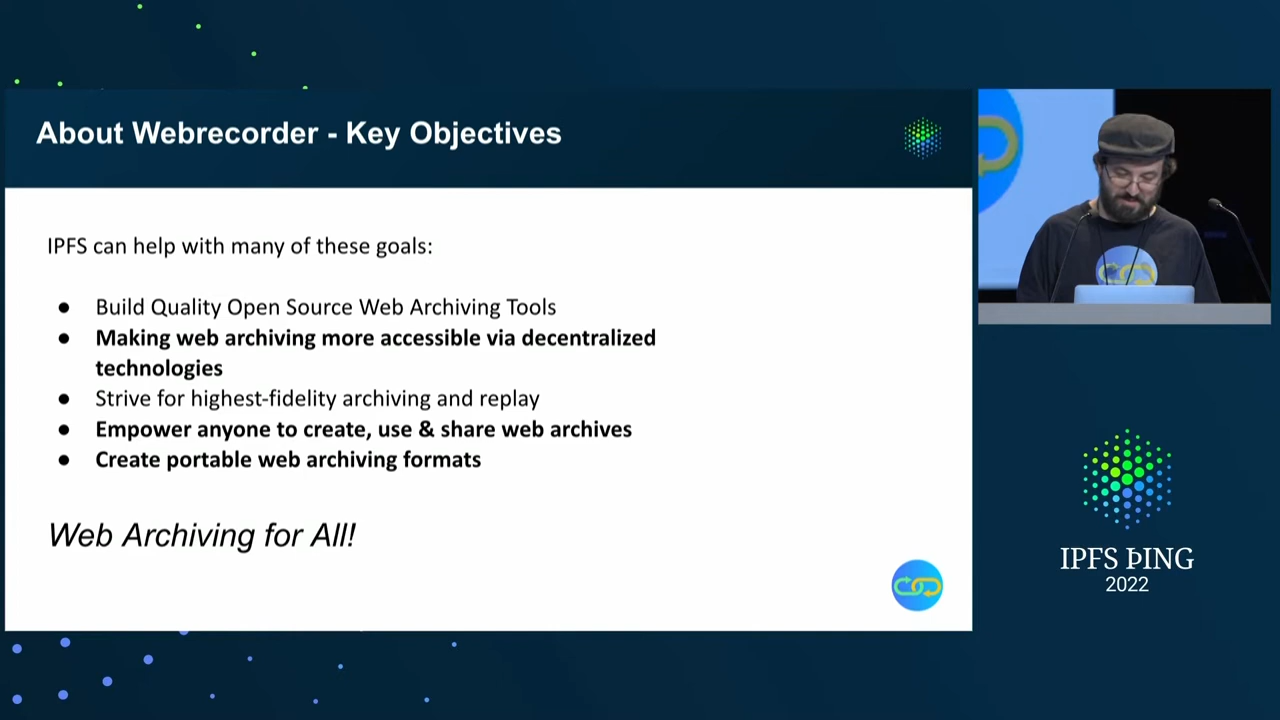 About Webrecorder - Key Objectives
IPFS can help with many of these goals:
● Build Quality Open Source Web Archiving Tools
● Making web archiving more accessible via decentralized
technologies
● Strive for highest-fidelity archiving and replay
● Empower anyone to create, use & share web archives
● Create portable web archiving formats
Web Archiving for All!
IPFS ÞING
2022